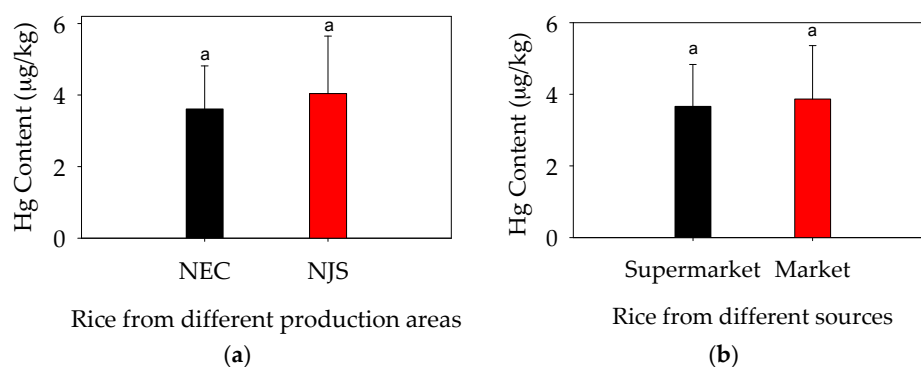 Hg Content (µg/kg)
6
4
2
0
a
a
NEC
NJS
Rice from different production areas
(a)
Hg Content (µg/kg)
6
4
2
0
a
a
Supermarket
Market
Rice from different sources
(b)